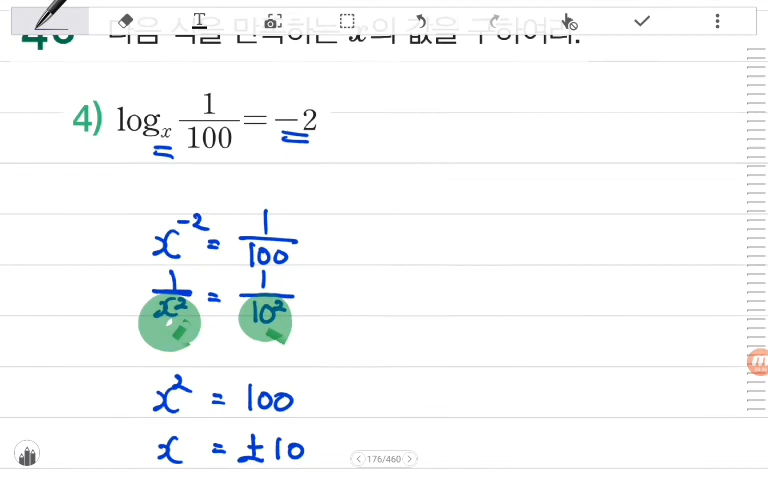 다음 식을 만족하는 x의 값을 구하여라.
4) log_x 1/100 = -2
x^-2 = 1/100
1/x^2 = 1/10^2
x^2 = 100
x = ±10
176/460